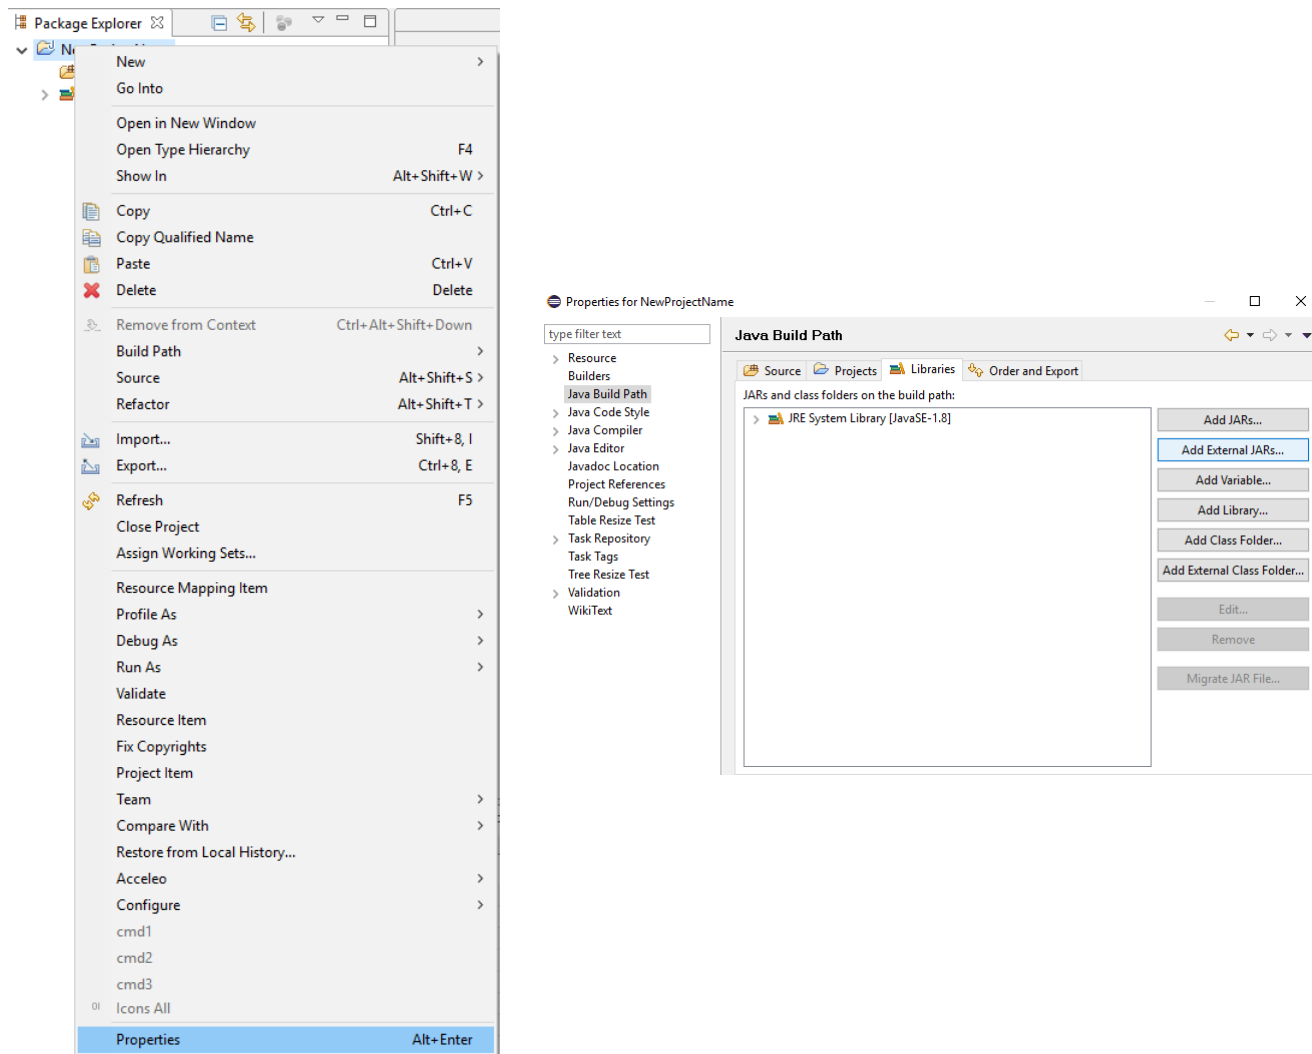 Package Explorer
New
Go Into
Open in New Window
Open Type Hierarchy F4
Show In Alt+Shift+W >
Copy Ctrl+C
Copy Qualified Name
Paste Ctrl+V
Delete Delete
Remove from Context Ctrl+Alt+Shift+Down
Build Path
Source Alt+Shift+S >
Refactor Alt+Shift+T >
Import... Shift+8, I
Export... Ctrl+8, E
Refresh F5
Close Project
Assign Working Sets...
Resource Mapping Item
Profile As
Debug As
Run As
Validate
Resource Item
Fix Copyrights
Project Item
Team
Compare With
Restore from Local History...
Acceleo
Configure
cmd1
cmd2
cmd3
Icons All
Properties Alt+Enter
Properties for NewProjectName
type filter text
Resource
Builders
Java Build Path
Java Code Style
Java Compiler
Java Editor
Javadoc Location
Project References
Run/Debug Settings
Table Resize Test
Task Repository
Task Tags
Tree Resize Test
Validation
WikiText
Java Build Path
Source Projects Libraries Order and Export
JARs and class folders on the build path:
JRE System Library [JavaSE-1.8]
Add JARs...
Add External JARs...
Add Variable...
Add Library...
Add Class Folder...
Add External Class Folder...
Edit...
Remove
Migrate JAR File...